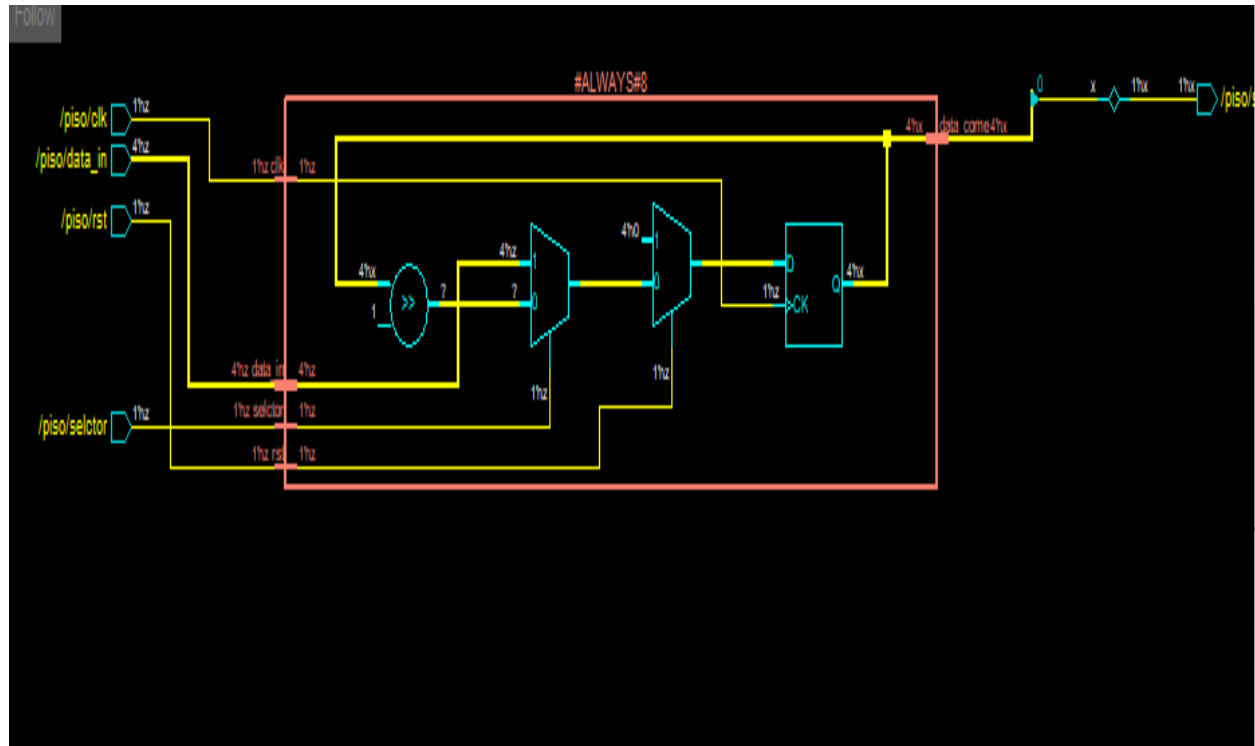 Follow
#ALWAYS#8
/piso/clk 1'hz
/piso/data_in 4'hz
/piso/rst 1'hz
/piso/selctor 1'hz
1'hz clk 1'hz
4'hz data_in 4'hz
1'hz selctor 1'hz
1'hz rst 1'hz
4'hx
1
>>
?
4'hz
?
1
0
1'hz
4'h0
1
0
1'hz
D
1'hz
CK
Q
4'hx
4'hx data_come 4'hx
0
x
1'hx
1'hx
/piso/s